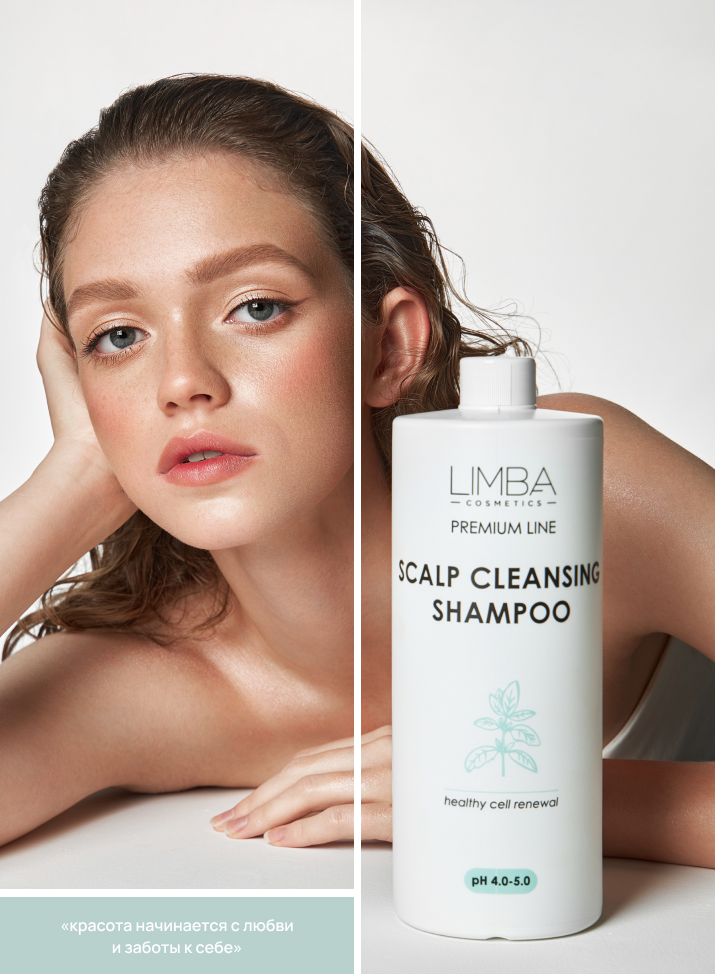 LIMBA
COSMETICS
PREMIUM LINE
SCALP CLEANSING
SHAMPOO
healthy cell renewal
pH 4.0-5.0
«красота начинается с любви
и заботы к себе»